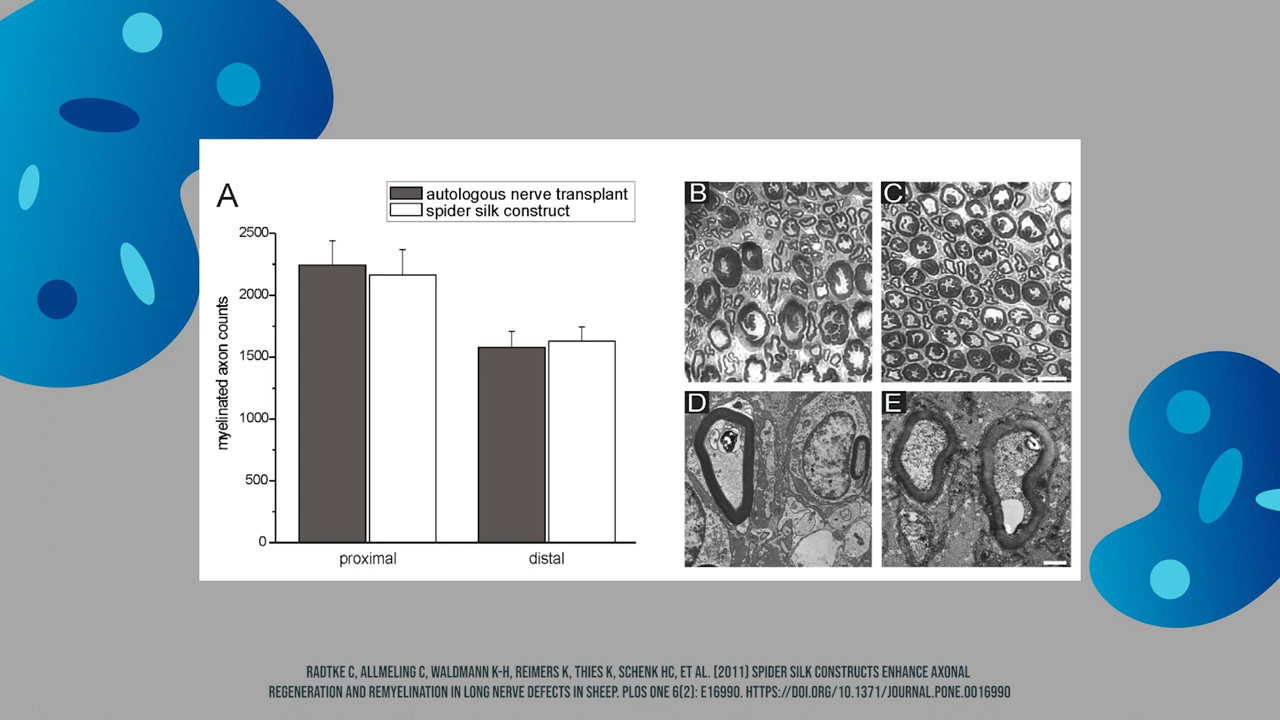 A
autologous nerve transplant
spider silk construct
2500
2000
1500
1000
500
0
myelinated axon counts
proximal
distal
B
C
D
E
RADTKE C, ALLMELING C, WALDMANN K-H, REIMERS K, THIES K, SCHENK HC, ET AL. (2011) SPIDER SILK CONSTRUCTS ENHANCE AXONAL
REGENERATION AND REMYELINATION IN LONG NERVE DEFECTS IN SHEEP. PLOS ONE 6(2): E16990. HTTPS://DOI.ORG/10.1371/JOURNAL.PONE.0016990